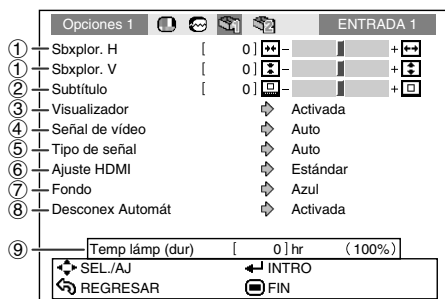 Opciones 1 ENTRADA 1
① Sbxplor. H [ 0] − +
① Sbxplor. V [ 0] − +
② Subtítulo [ 0] − +
③ Visualizador Activada
④ Señal de vídeo Auto
⑤ Tipo de señal Auto
⑥ Ajuste HDMI Estándar
⑦ Fondo Azul
⑧ Desconex Automát Activada
⑨ Temp lámp (dur) [ 0] hr (100%)
SEL./AJ INTRO
REGRESAR FIN